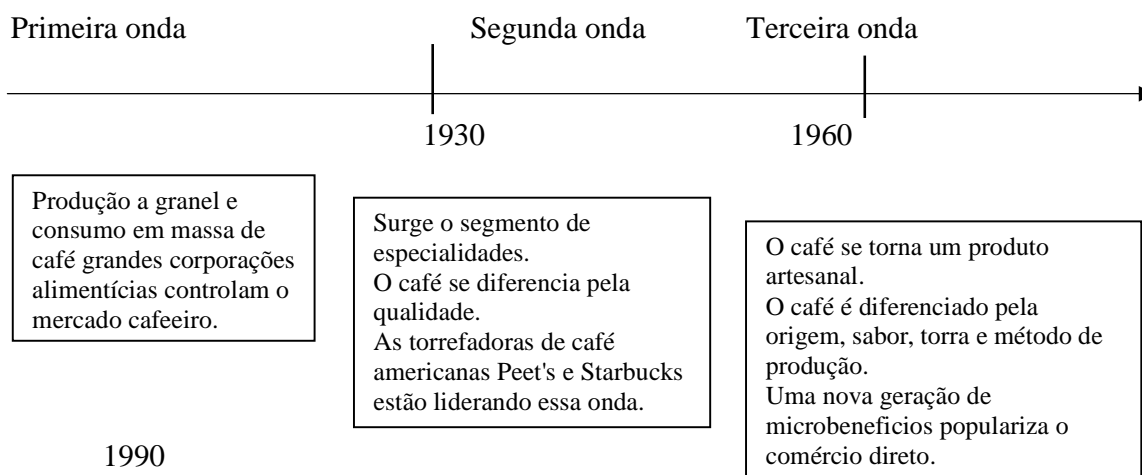 Primeira onda Segunda onda Terceira onda
1930 1960
Produção a granel e
consumo em massa de
café grandes corporações
alimentícias controlam o
mercado cafeeiro.
Surge o segmento de
especialidades.
O café se diferencia pela
qualidade.
As torrefadoras de café
americanas Peet's e Starbucks
estão liderando essa onda.
O café se torna um produto
artesanal.
O café é diferenciado pela
origem, sabor, torra e método de
produção.
Uma nova geração de
microbeneficios populariza o
comércio direto.
1990